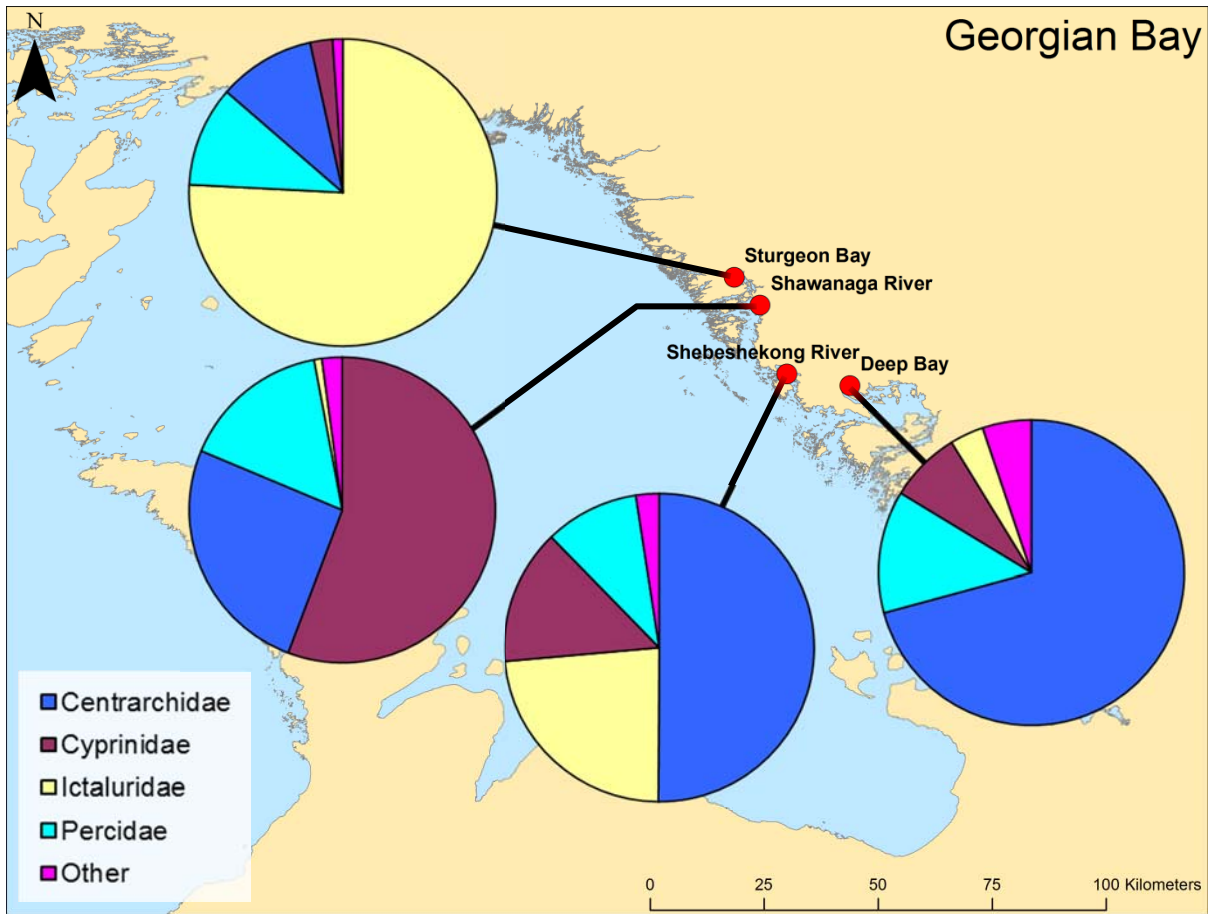 N
Georgian Bay
Sturgeon Bay
Shawanaga River
Shebeshekong River
Deep Bay
Centrarchidae
Cyprinidae
Ictaluridae
Percidae
Other
0 25 50 75 100 Kilometers